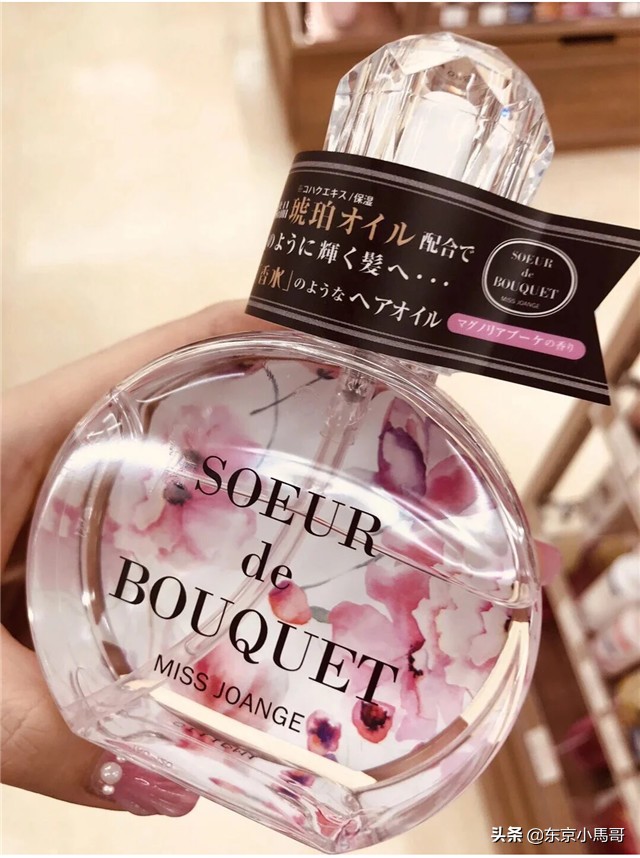 ※コハクエキス/保湿
品 琥珀オイル 配合で
のように輝く髪へ・・・
香水」のようなヘアオイル
マグノリアブーケの香り
SOEUR
de
BOUQUET
MISS JOANGE
SOEUR
de
BOUQUET
MISS JOANGE
头条 @东京小馬哥